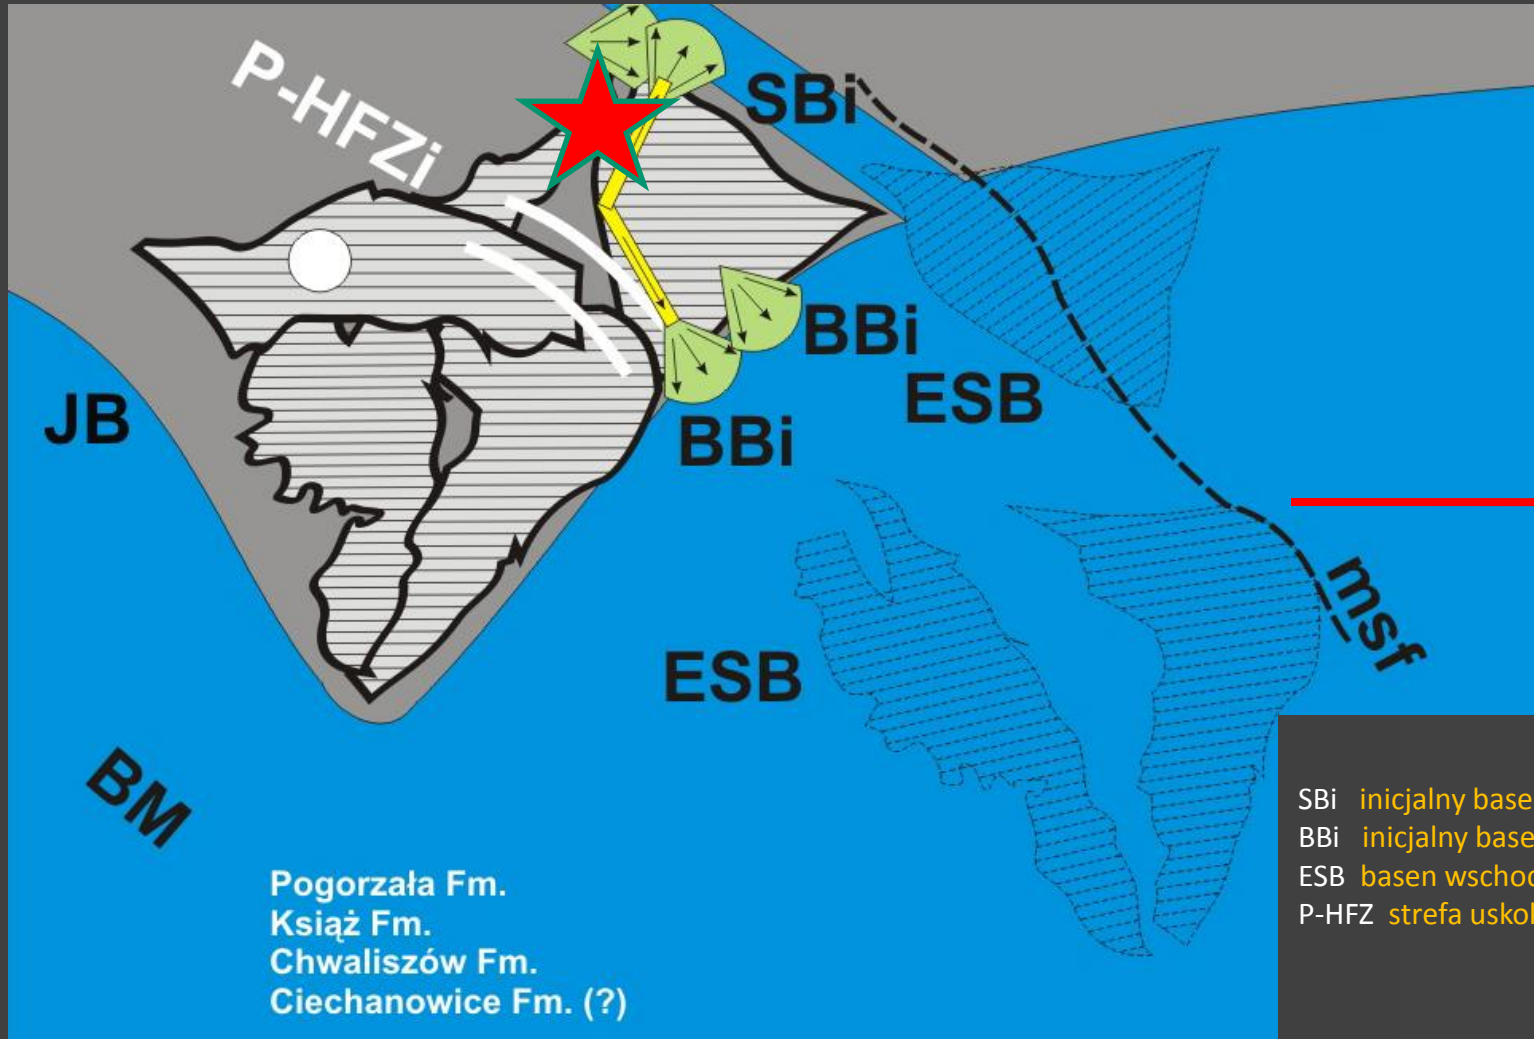 P-HFZi
SBi
BBi
ESB
JB
BBi
msf
ESB
BM
Pogorzała Fm.
Książ Fm.
Chwaliszów Fm.
Ciechanowice Fm. (?)
SBi inicjalny base
BBi inicjalny base
ESB basen wschod
P-HFZ strefa uskok